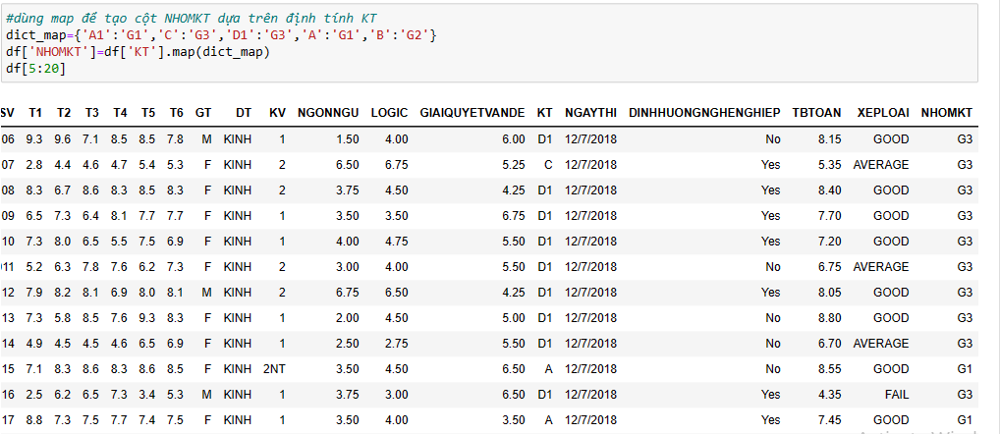 #dùng map để tạo cột NHOMKT dựa trên định tính KT
dict_map={'A1':'G1','C':'G3','D1':'G3','A':'G1','B':'G2'}
df['NHOMKT']=df['KT'].map(dict_map)
df[5:20]
SV T1 T2 T3 T4 T5 T6 GT DT KV NGONNGU LOGIC GIAIQUYETVANDE KT NGAYTHI DINHHUONGNGHENGHIEP TBTOAN XEPLOAI NHOMKT
06 9.3 9.6 7.1 8.5 8.5 7.8 M KINH 1 1.50 4.00 6.00 D1 12/7/2018 No 8.15 GOOD G3
07 2.8 4.4 4.6 4.7 5.4 5.3 F KINH 2 6.50 6.75 5.25 C 12/7/2018 Yes 5.35 AVERAGE G3
08 8.3 6.7 8.6 8.3 8.5 8.3 F KINH 2 3.75 4.50 4.25 D1 12/7/2018 Yes 8.40 GOOD G3
09 6.5 7.3 6.4 8.1 7.7 7.7 F KINH 1 3.50 3.50 6.75 D1 12/7/2018 Yes 7.70 GOOD G3
10 7.3 8.0 6.5 5.5 7.5 6.9 F KINH 1 4.00 4.75 5.50 D1 12/7/2018 Yes 7.20 GOOD G3
11 5.2 6.3 7.8 7.6 6.2 7.3 F KINH 2 3.00 4.00 5.50 D1 12/7/2018 No 6.75 AVERAGE G3
12 7.9 8.2 8.1 6.9 8.0 8.1 M KINH 2 6.75 6.50 4.25 D1 12/7/2018 Yes 8.05 GOOD G3
13 7.3 5.8 8.5 7.6 9.3 8.3 F KINH 1 2.00 4.50 5.00 D1 12/7/2018 No 8.80 GOOD G3
14 4.9 4.5 4.5 4.6 6.5 6.9 F KINH 1 2.50 2.75 5.50 D1 12/7/2018 No 6.70 AVERAGE G3
15 7.1 8.3 8.6 8.3 8.6 8.5 F KINH 2NT 3.50 4.50 6.50 A 12/7/2018 No 8.55 GOOD G1
16 2.5 6.2 6.5 7.3 3.4 5.3 M KINH 1 3.75 3.00 6.50 D1 12/7/2018 Yes 4.35 FAIL G3
17 8.8 7.3 7.5 7.7 7.4 7.5 F KINH 1 3.50 4.00 3.50 A 12/7/2018 Yes 7.45 GOOD G1